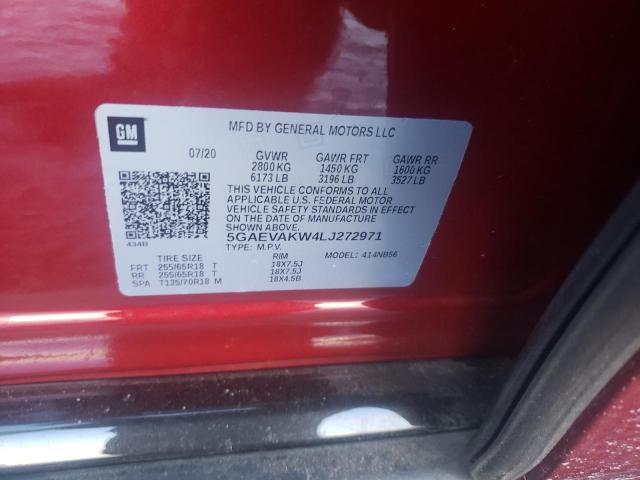 GM
MFD BY GENERAL MOTORS LLC
07/20 GVWR GAWR FRT GAWR RR
2800 KG 1450 KG 1600 KG
6173 LB 3196 LB 3527 LB
THIS VEHICLE CONFORMS TO ALL
APPLICABLE U.S. FEDERAL MOTOR
VEHICLE SAFETY STANDARDS IN EFFECT
ON THE DATE OF MANUFACTURE
SHOWN ABOVE.
5GAEVAKW4LJ272971
434B
TYPE: M.P.V. MODEL: 414NB56
TIRE SIZE RIM
FRT 255/65R18 T 18X7.5J
RR 255/65R18 T 18X7.5J
SPA T135/70R18 M 18X4.5B